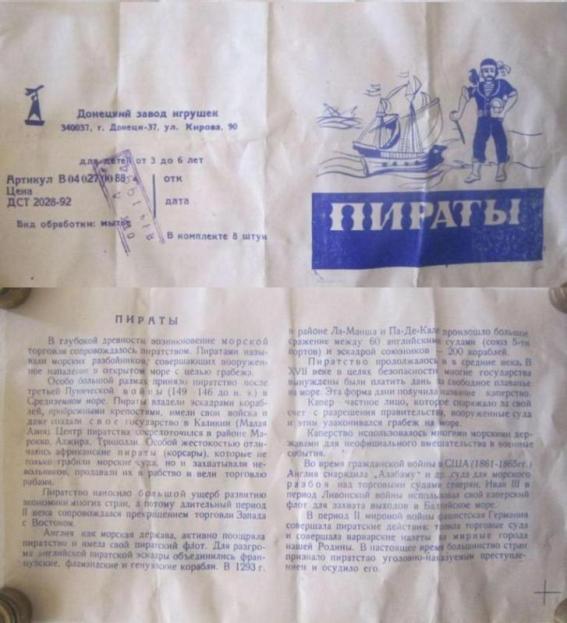 Донецкий завод игрушек
340037, г. Донецк-37, ул. Кирова, 90
для детей от 3 до 6 лет
Артикул В 04 027 00 88
отк
Цена
ДСТ 2028-92
дата
Вид обработки: мытье
В комплекте 8 штук
ПИРАТЫ
ПИРАТЫ
В глубокой древности возникновение морской
торговли сопровождалось пиратством. Пиратами назы-
вали морских разбойников, совершающих вооружен-
ное нападение в открытом море с целью грабежа.
Особо большой размах приняло пиратство после
третьей Пунической войны (149 146 до н. э.) в
Средиземном море. Пираты владели эскадрами кораб-
лей, прибрежными крепостями, имели свои войска и
даже создали свое государство в Киликии (Малая
Азия). Центр пиратства сосредоточился в районе Ма-
рокко, Алжира, Триполи. Особой жестокостью отли-
чались африканские пираты (корсары), которые не
только грабили морские суда, но и захватывали не-
вольников, продавали их в рабство и вели торговлю
рабами.
Пиратство наносило большой ущерб развитию
экономики многих стран, а потому длительный период
II века сопровождался прекращением торговли Запада
с Востоком.
Англия как морская держава, активно поощряла
пиратство и имела свой пиратский флот. Для разгро-
ма английской пиратской эскадры объединились фран-
цузские, фламандские и генуэзские корабли. В 1293 г.
в районе Ла-Манша и Па-Де-Кале произошло большое
сражение между 60 английскими судами (союз 5-ти
портов) и эскадрой союзников — 200 кораблей.
Пиратство продолжалось и в средние века. В
XVII веке в целях безопасности многие государства
вынуждены были платить дань за свободное плаванье
на море. Эта форма дани получила название каперство.
Капер частное лицо, которое снаряжало за свой
счет с разрешения правительства, вооруженные суда
и этим узаконивался грабеж на море.
Каперство использовалось многими морскими дер-
жавами для неофициального вмешательства в военные
события.
Во время гражданской войны в США (1861-1865гг.)
Англия снарядила „Алабаму" и др. суда для морского
разбоя над торговыми судами северян. Иван III в
период Ливонской войны использовал свой каперский
флот для захвата выходов в Балтийское море.
В период II мировой войны фашистская Германия
совершала пиратские действия: топила торговые суда
и совершала варварские налеты на мирные города
нашей Родины. В настоящее время большинство стран
признало пиратство уголовно-наказуемым преступле-
нием и осудило его.